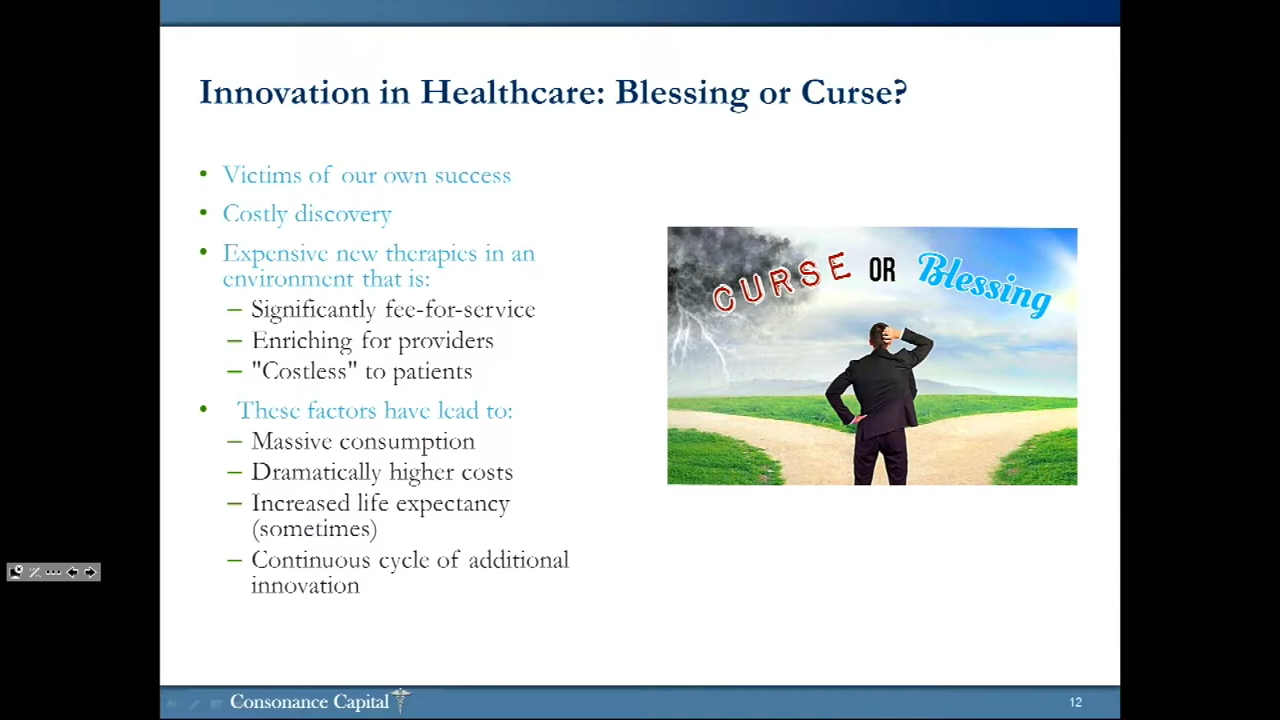 Innovation in Healthcare: Blessing or Curse?
• Victims of our own success
• Costly discovery
• Expensive new therapies in an
environment that is:
– Significantly fee-for-service
– Enriching for providers
– "Costless" to patients
• These factors have lead to:
– Massive consumption
– Dramatically higher costs
– Increased life expectancy
(sometimes)
– Continuous cycle of additional
innovation
CURSE OR Blessing
Consonance Capital
12